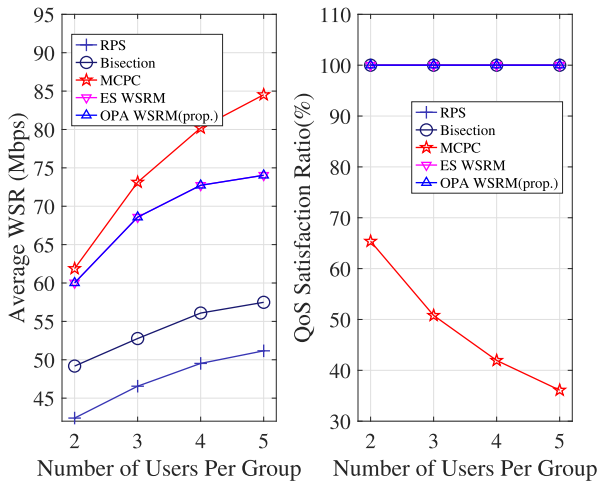 95
90
85
80
75
70
65
60
55
50
45
Average WSR (Mbps)
RPS
Bisection
MCPC
ES WSRM
OPA WSRM(prop.)
2 3 4 5
Number of Users Per Group
110
100
90
80
70
60
50
40
30
QoS Satisfaction Ratio(%)
RPS
Bisection
MCPC
ES WSRM
OPA WSRM(prop.)
2 3 4 5
Number of Users Per Group